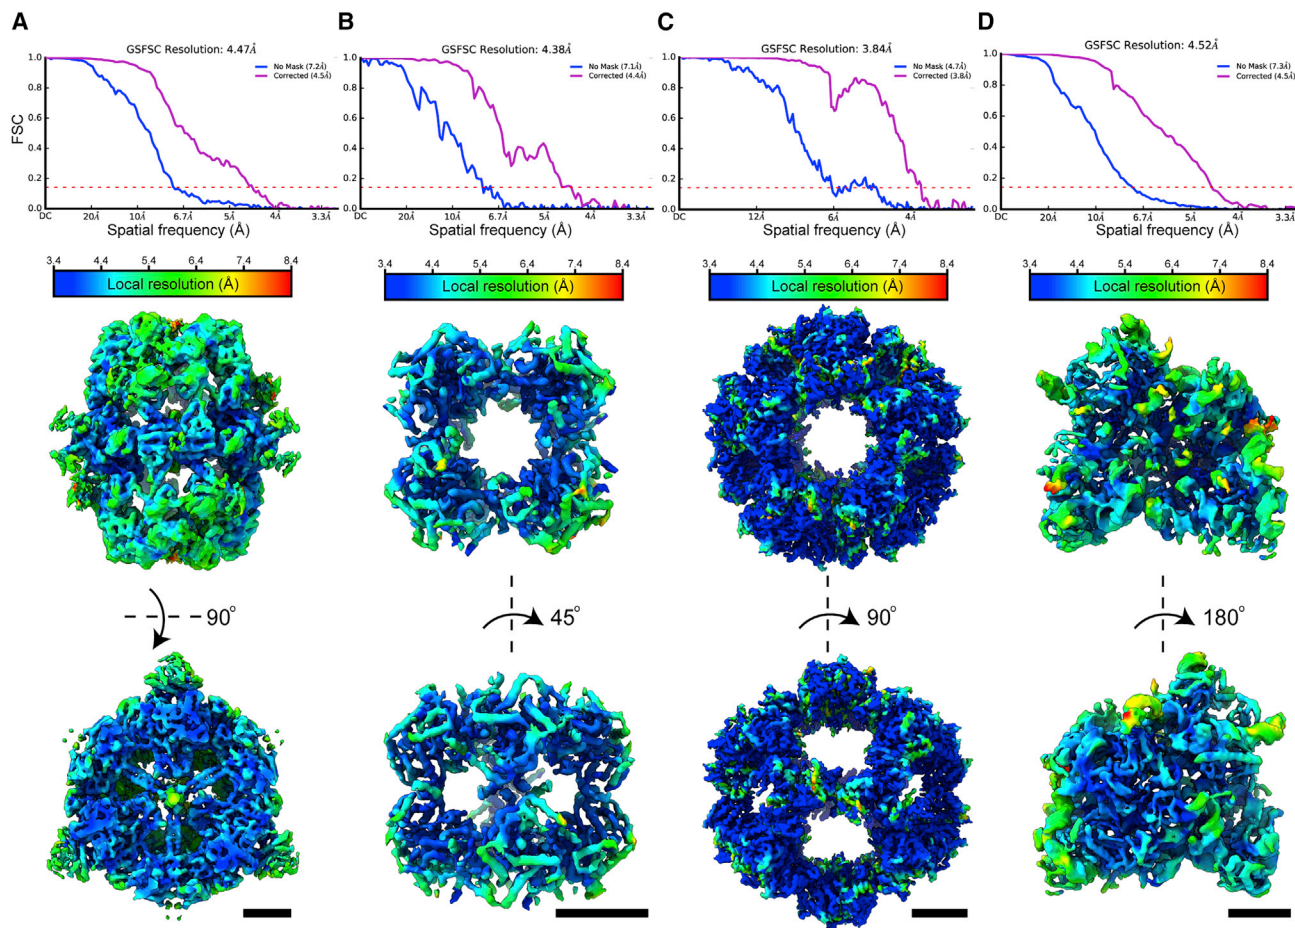 A
GSFSC Resolution: 4.47Å
No Mask (7.2Å)
Corrected (4.5Å)
FSC
1.0
0.8
0.6
0.4
0.2
0.0
DC 20Å 10Å 6.7Å 5Å 4Å 3.3Å
Spatial frequency (Å)
3.4 4.4 5.4 6.4 7.4 8.4
Local resolution (Å)
90°
B
GSFSC Resolution: 4.38Å
No Mask (7.1Å)
Corrected (4.4Å)
1.0
0.8
0.6
0.4
0.2
0.0
DC 20Å 10Å 6.7Å 5Å 4Å 3.3Å
Spatial frequency (Å)
3.4 4.4 5.4 6.4 7.4 8.4
Local resolution (Å)
45°
C
GSFSC Resolution: 3.84Å
No Mask (4.7Å)
Corrected (3.8Å)
1.0
0.8
0.6
0.4
0.2
0.0
DC 12Å 6Å 4Å
Spatial frequency (Å)
3.4 4.4 5.4 6.4 7.4 8.4
Local resolution (Å)
90°
D
GSFSC Resolution: 4.52Å
No Mask (7.3Å)
Corrected (4.5Å)
1.0
0.8
0.6
0.4
0.2
0.0
DC 20Å 10Å 6.7Å 5Å 4Å 3.3Å
Spatial frequency (Å)
3.4 4.4 5.4 6.4 7.4 8.4
Local resolution (Å)
180°